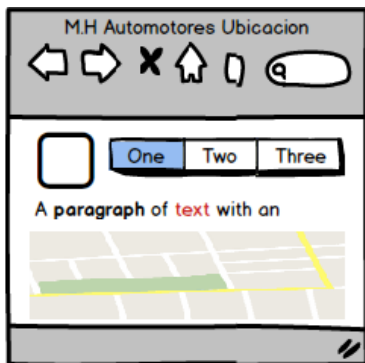 M.H Automotores Ubicacion
One Two Three
A paragraph of text with an